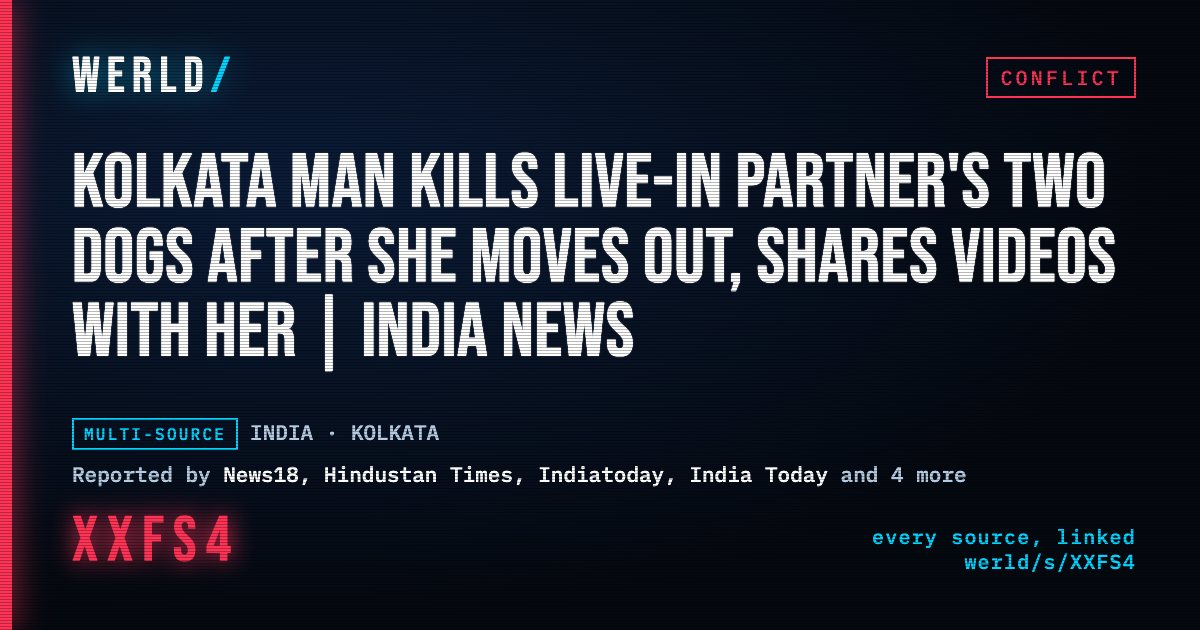 WERLD/
CONFLICT
KOLKATA MAN KILLS LIVE-IN PARTNER'S TWO
DOGS AFTER SHE MOVES OUT, SHARES VIDEOS
WITH HER | INDIA NEWS
MULTI-SOURCE INDIA · KOLKATA
Reported by News18, Hindustan Times, Indiatoday, India Today and 4 more
XXFS4
every source, linked
werld/s/XXFS4